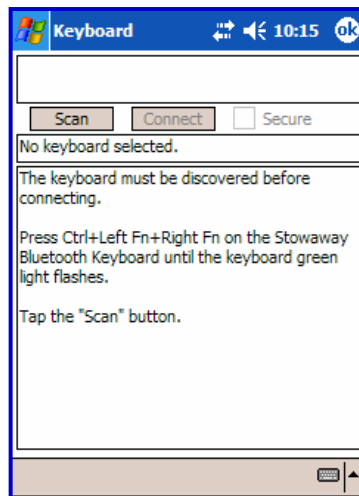 Keyboard 10:15 ok
Scan Connect Secure
No keyboard selected.
The keyboard must be discovered before
connecting.
Press Ctrl+Left Fn+Right Fn on the Stowaway
Bluetooth Keyboard until the keyboard green
light flashes.
Tap the "Scan" button.